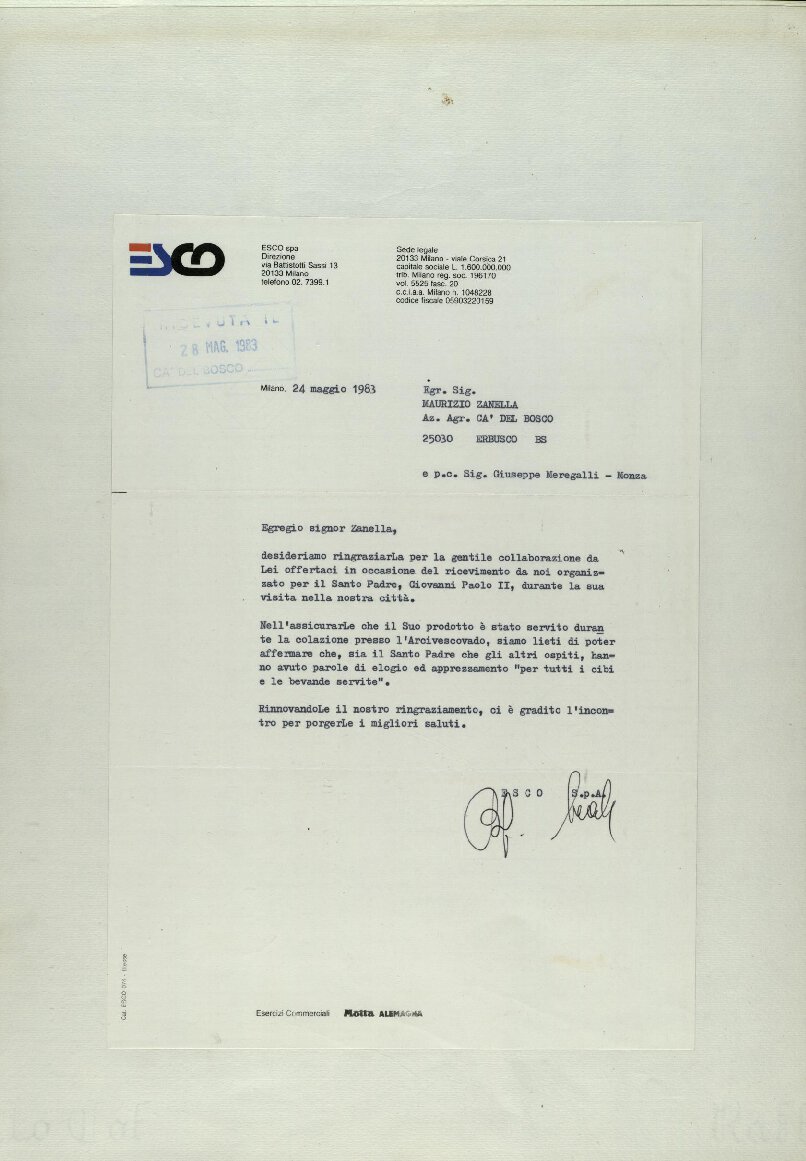 ESCO
ESCO spa
Direzione
via Battistotti Sassi 13
20133 Milano
telefono 02. 7399.1
Sede legale
20133 Milano - viale Corsica 21
capitale sociale L. 1.600.000.000
trib. Milano reg. soc. 196170
vol. 5525 fasc. 20
c.c.i.a.a. Milano n. 1048228
codice fiscale 05903220159
RICEVUTA IL
28 MAG. 1983
CA' DEL BOSCO
Milano, 24 maggio 1983
Egr. Sig.
MAURIZIO ZANELLA
Az. Agr. CA' DEL BOSCO
25030 ERBUSCO BS
e p.c. Sig. Giuseppe Meregalli - Monza
Egregio signor Zanella,
desideriamo ringraziarLa per la gentile collaborazione da
Lei offertaci in occasione del ricevimento da noi organiz=
zato per il Santo Padre, Giovanni Paolo II, durante la sua
visita nella nostra città.
Nell'assicurarLe che il Suo prodotto è stato servito duran
te la colazione presso l'Arcivescovado, siamo lieti di poter
affermare che, sia il Santo Padre che gli altri ospiti, han=
no avuto parole di elogio ed apprezzamento "per tutti i cibi
e le bevande servite".
RinnovandoLe il nostro ringraziamento, ci è gradito l'incon=
tro per porgerLe i migliori saluti.
E S C O S.p.A.
Esercizi Commerciali Motta ALEMAGNA